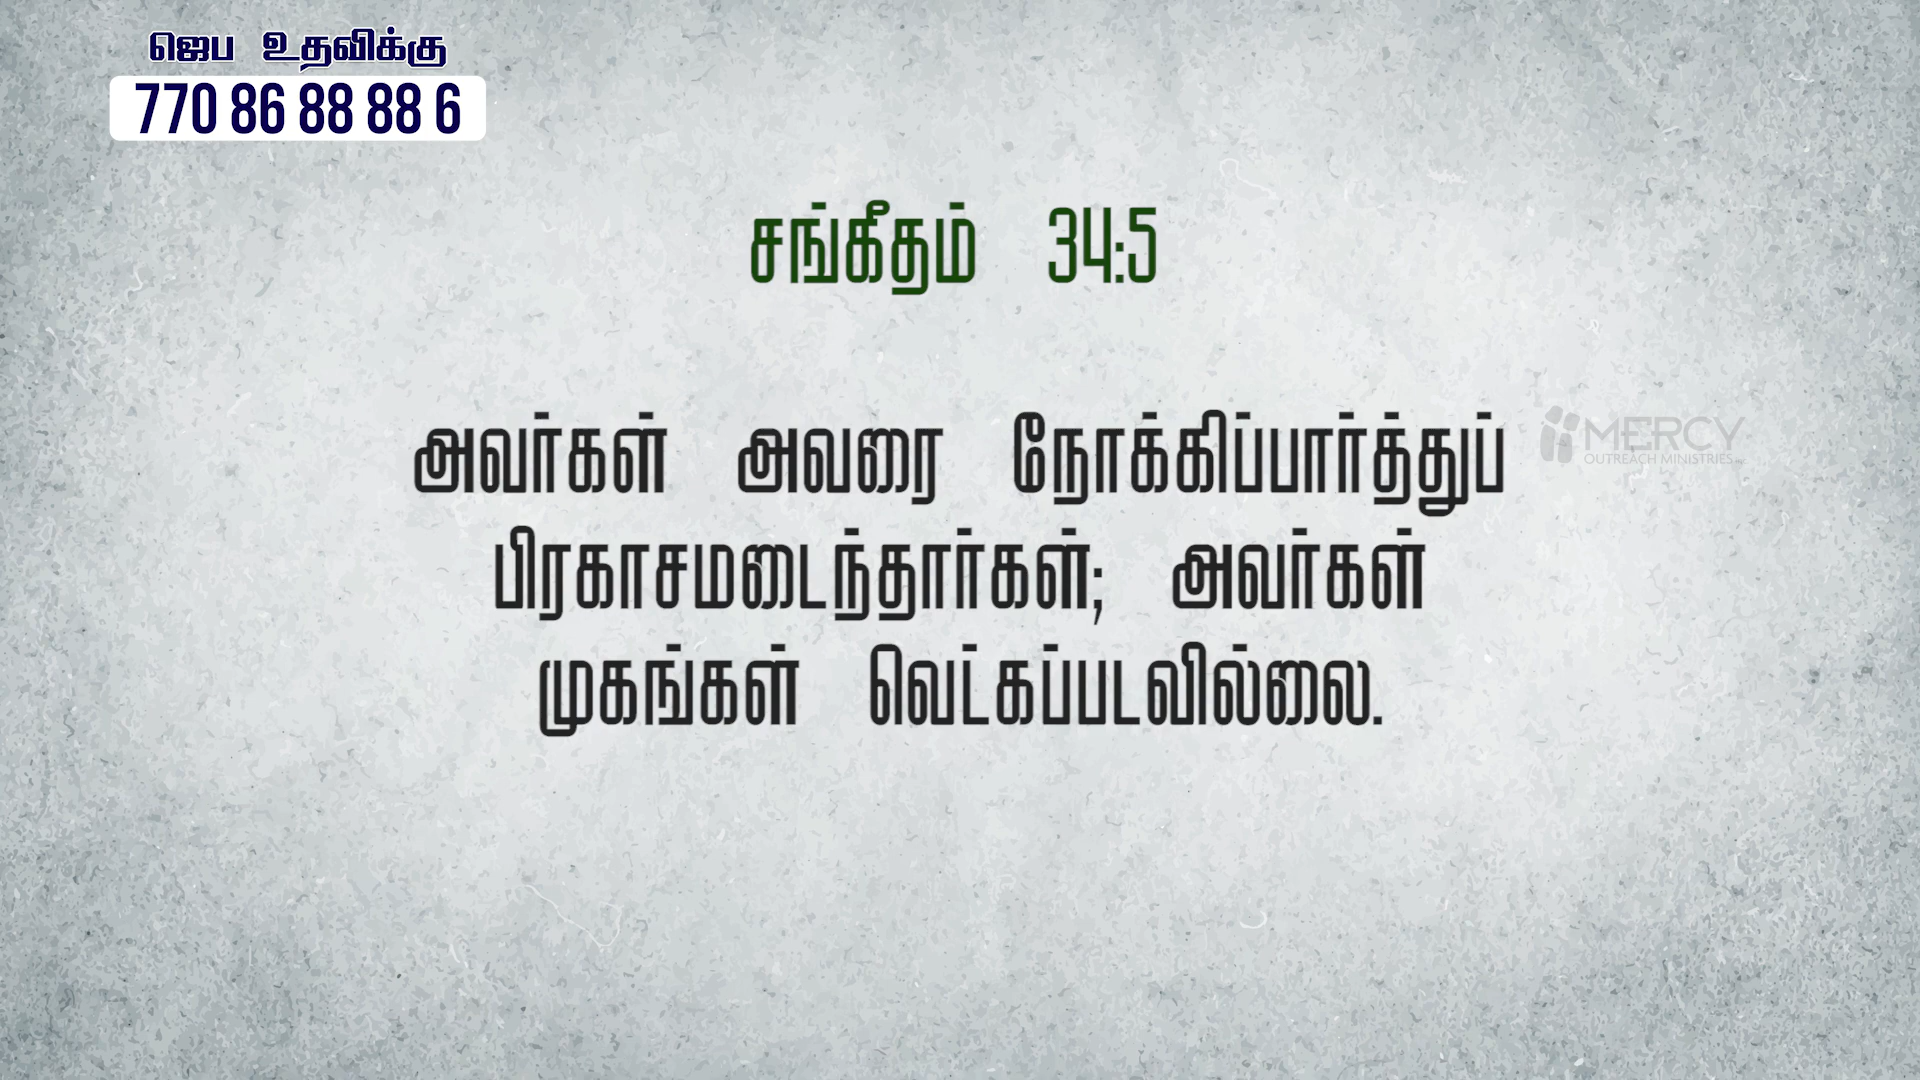 ஜெப உதவிக்கு
770 86 88 88 6
சங்கீதம் 34:5
அவர்கள் அவரை நோக்கிப்பார்த்துப்
MERCY
OUTREACH MINISTRIES
பிரகாசமடைந்தார்கள்; அவர்கள்
முகங்கள் வெட்கப்படவில்லை.